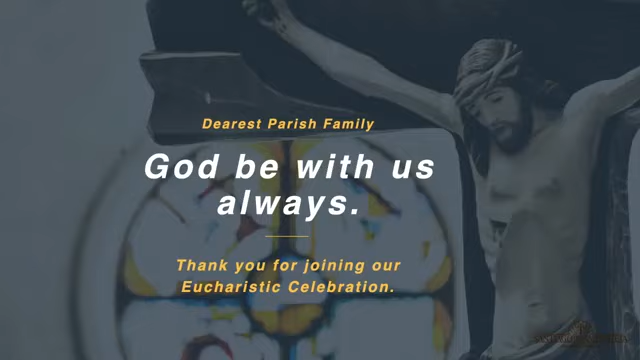 Dearest Parish Family
God be with us
always.
Thank you for joining our
Eucharistic Celebration.